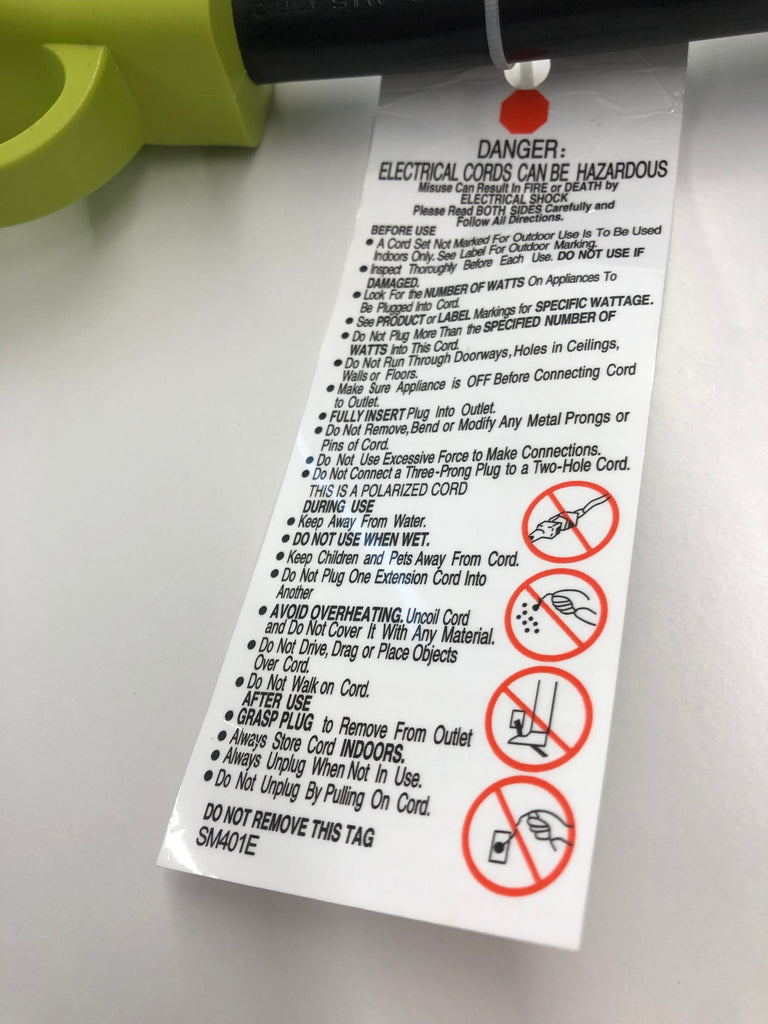 DANGER:
ELECTRICAL CORDS CAN BE HAZARDOUS
Misuse Can Result In FIRE or DEATH by
ELECTRICAL SHOCK
Please Read BOTH SIDES Carefully and
Follow All Directions.
BEFORE USE
● A Cord Set Not Marked For Outdoor Use Is To Be Used
Indoors Only. See Label For Outdoor Marking.
● Inspect Thoroughly Before Each Use. DO NOT USE IF
DAMAGED.
● Look For the NUMBER OF WATTS On Appliances To
Be Plugged Into Cord.
● See PRODUCT or LABEL Markings for SPECIFIC WATTAGE.
● Do Not Plug More Than the SPECIFIED NUMBER OF
WATTS Into This Cord.
● Do Not Run Through Doorways, Holes in Ceilings,
Walls or Floors.
● Make Sure Appliance is OFF Before Connecting Cord
to Outlet.
● FULLY INSERT Plug Into Outlet.
● Do Not Remove, Bend or Modify Any Metal Prongs or
Pins of Cord.
● Do Not Use Excessive Force to Make Connections.
● Do Not Connect a Three-Prong Plug to a Two-Hole Cord.
THIS IS A POLARIZED CORD
DURING USE
● Keep Away From Water.
● DO NOT USE WHEN WET.
● Keep Children and Pets Away From Cord.
● Do Not Plug One Extension Cord Into
Another
● AVOID OVERHEATING. Uncoil Cord
and Do Not Cover It With Any Material.
● Do Not Drive, Drag or Place Objects
Over Cord.
● Do Not Walk on Cord.
AFTER USE
● GRASP PLUG to Remove From Outlet
● Always Store Cord INDOORS.
● Always Unplug When Not In Use.
● Do Not Unplug By Pulling On Cord.
DO NOT REMOVE THIS TAG
SM401E